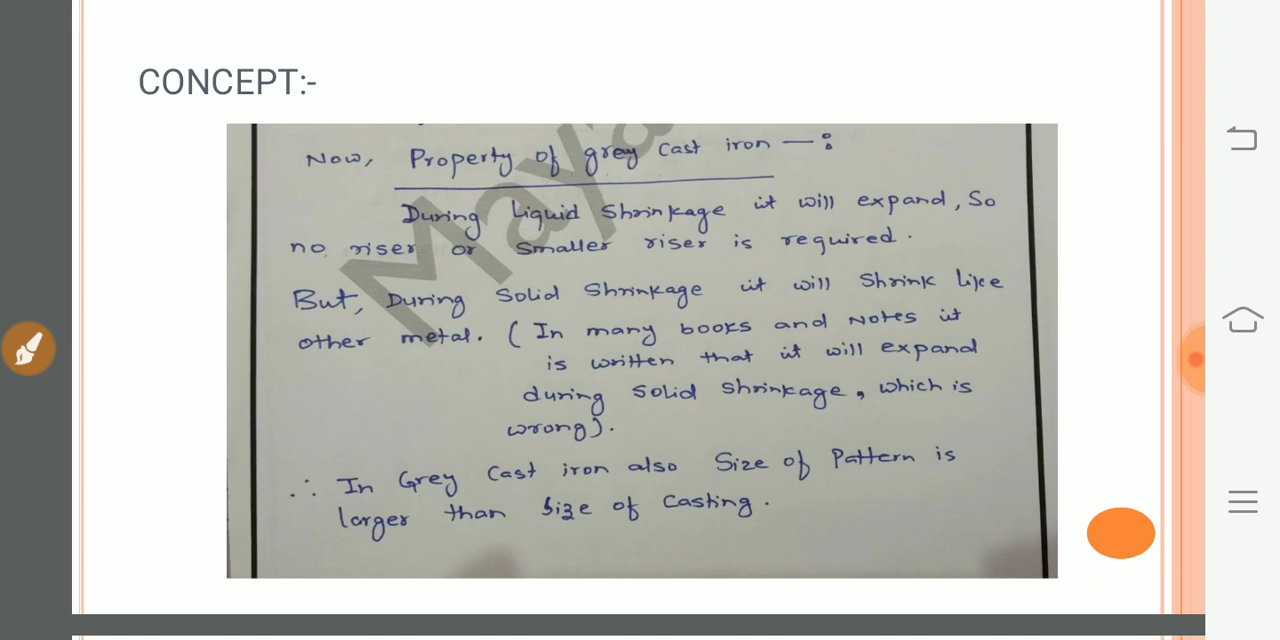 CONCEPT:-
Now, Property of grey cast iron —:
During Liquid Shrinkage it will expand, So
no riser or smaller riser is required.
But, During Solid Shrinkage it will Shrink like
other metal. (In many books and Notes it
is written that it will expand
during solid shrinkage, which is
wrong).
∴ In Grey Cast iron also Size of Pattern is
larger than size of casting.